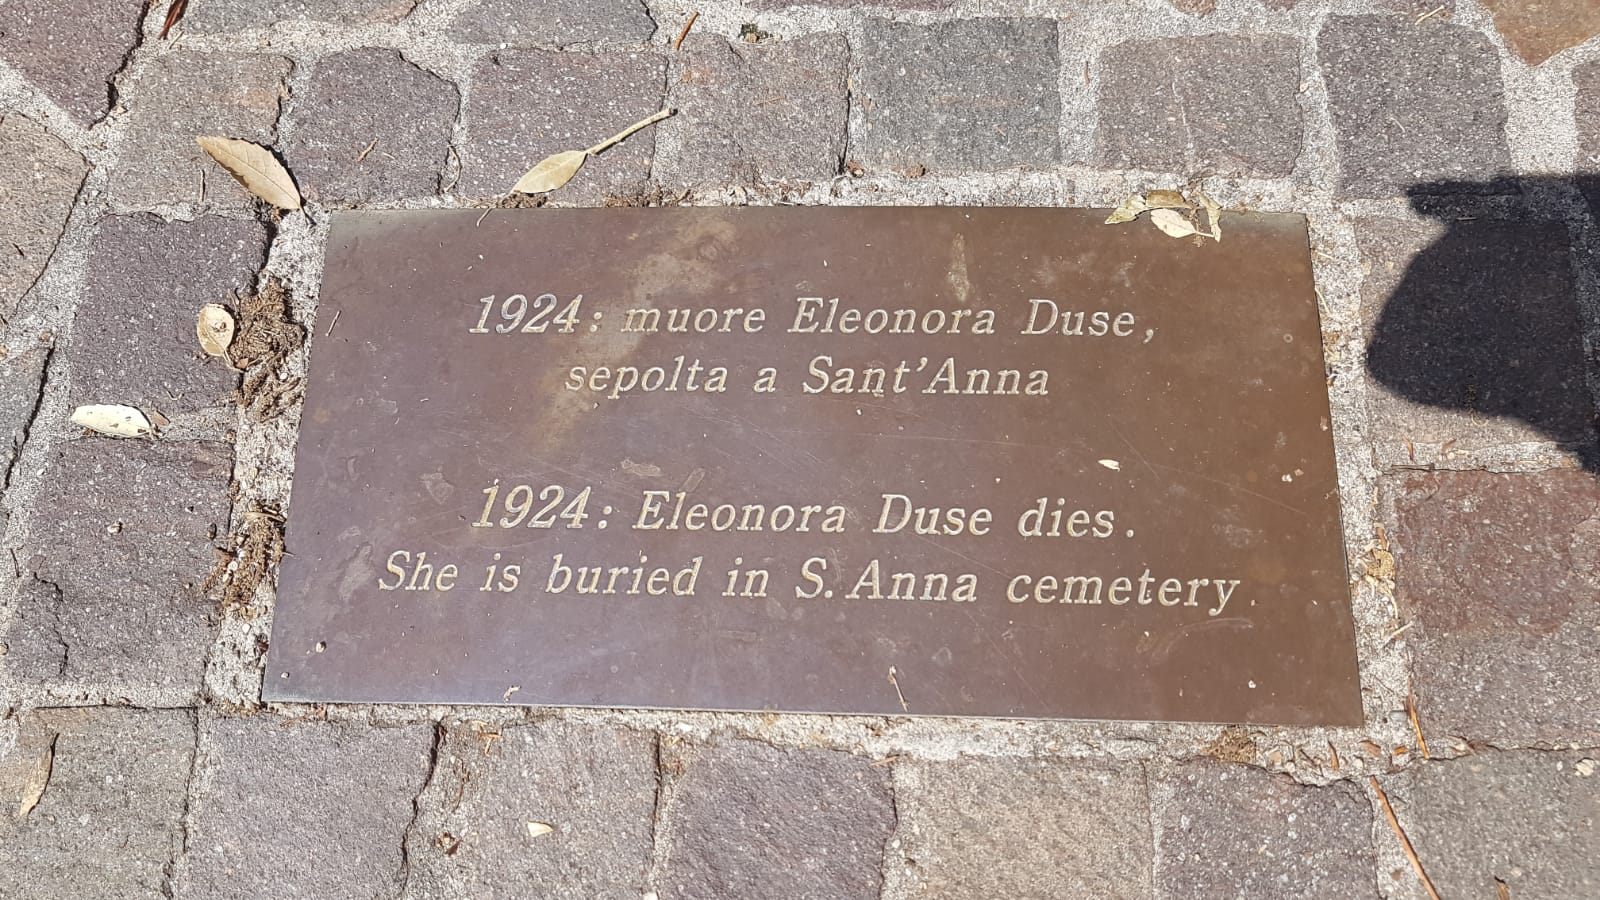 1924: muore Eleonora Duse,
sepolta a Sant'Anna
1924: Eleonora Duse dies.
She is buried in S. Anna cemetery.